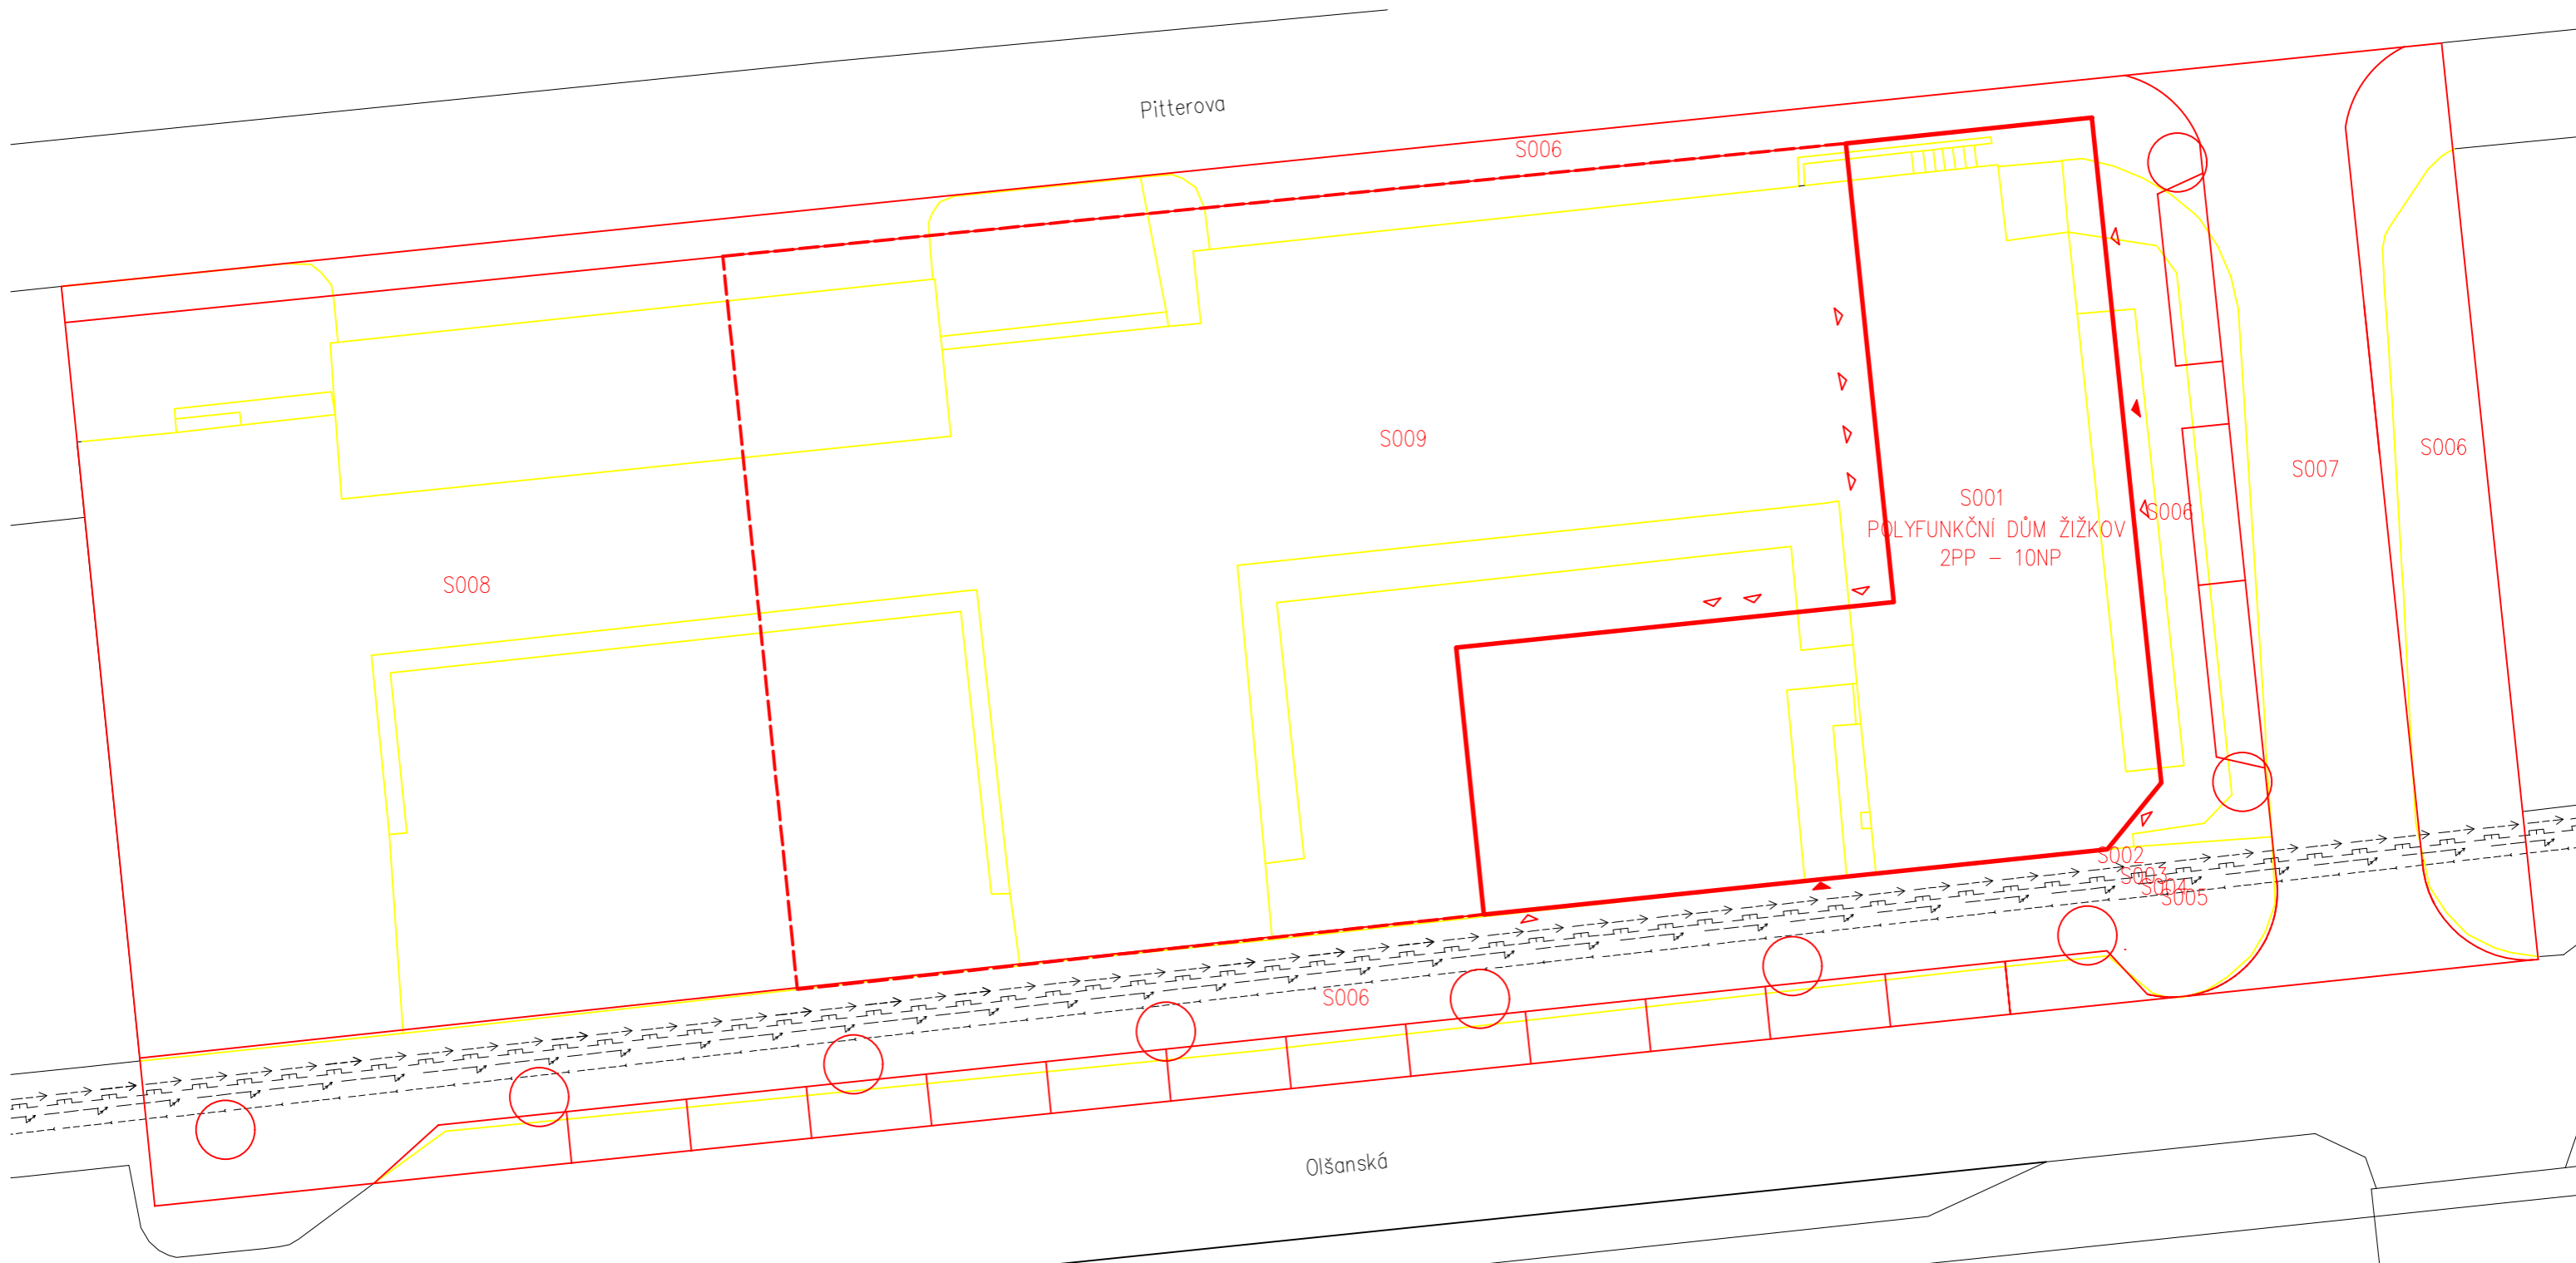 Pitterova
S006
S009
S006
S007
S001
S006
POLYFUNKČNÍ DŮM ŽIŽKOV
2PP - 10NP
S008
S002
S003
S004
S005
S006
Olšanská